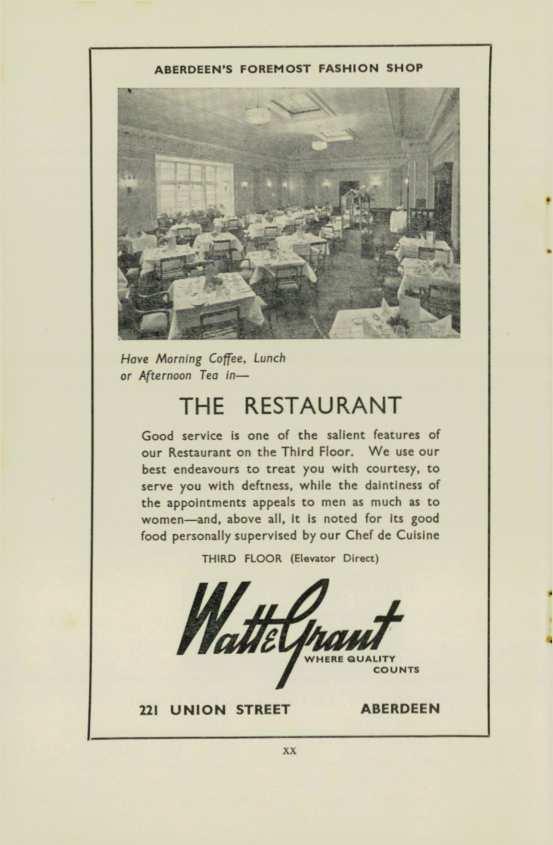 ABERDEEN'S FOREMOST FASHION SHOP
Have Morning Coffee, Lunch
or Afternoon Tea in—
THE RESTAURANT
Good service is one of the salient features of
our Restaurant on the Third Floor. We use our
best endeavours to treat you with courtesy, to
serve you with deftness, while the daintiness of
the appointments appeals to men as much as to
women—and, above all, it is noted for its good
food personally supervised by our Chef de Cuisine
THIRD FLOOR (Elevator Direct)
Watt & Grant
WHERE QUALITY
COUNTS
221 UNION STREET ABERDEEN
xx